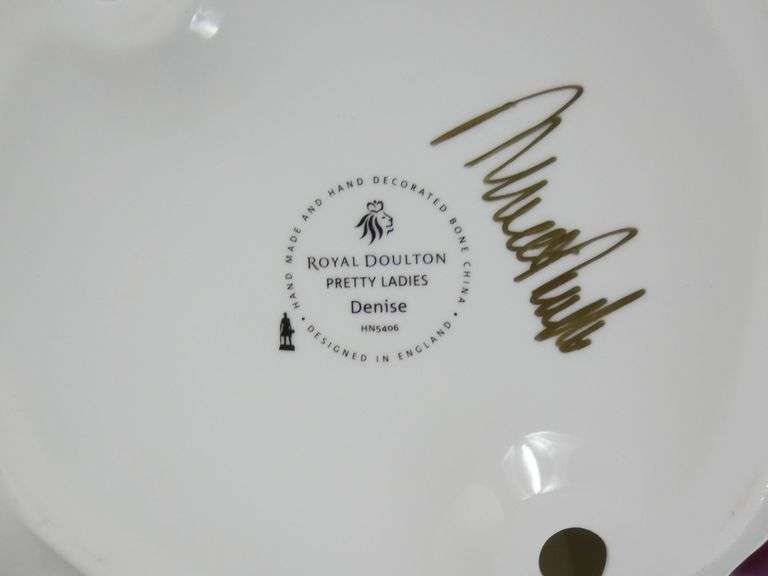 • HAND MADE AND HAND DECORATED BONE CHINA •
ROYAL DOULTON
PRETTY LADIES
Denise
HN5406
DESIGNED IN ENGLAND